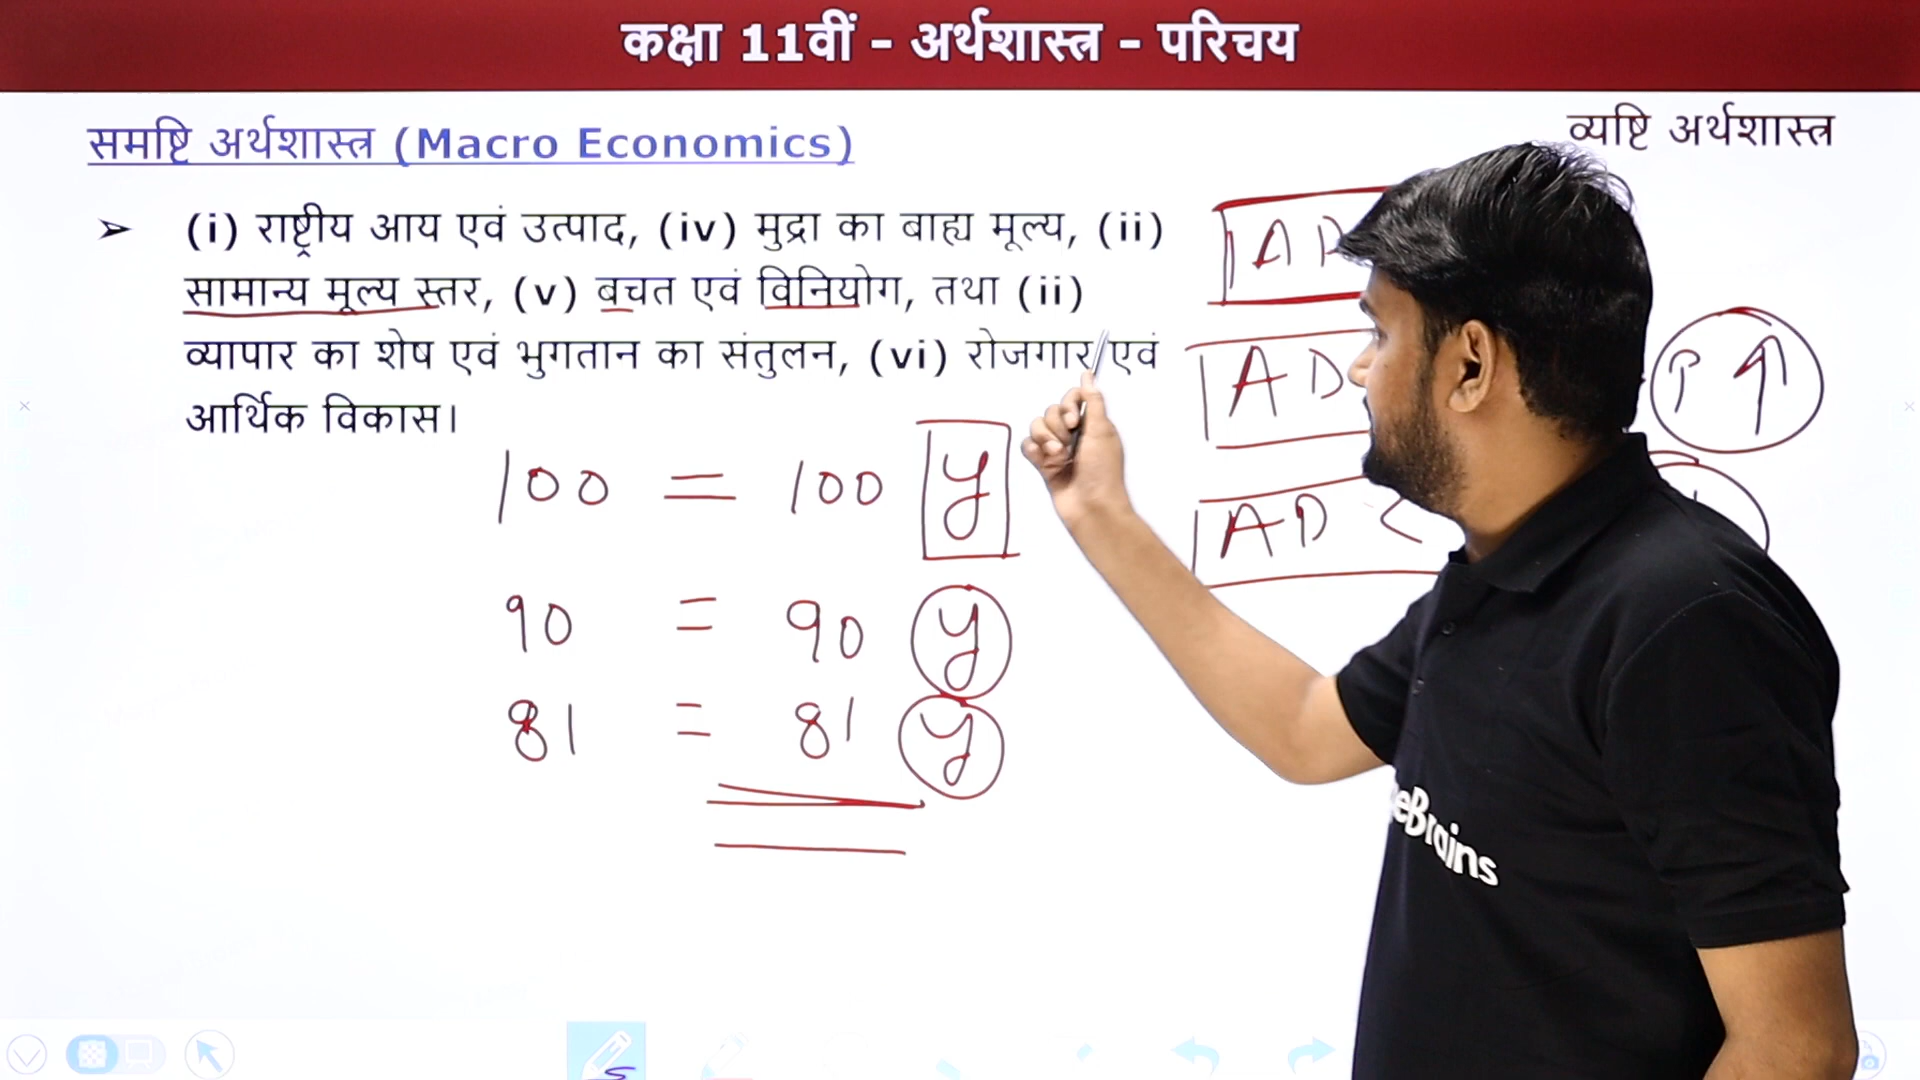 कक्षा 11वीं - अर्थशास्त्र - परिचय
समष्टि अर्थशास्त्र (Macro Economics)
व्यष्टि अर्थशास्त्र
➢ (i) राष्ट्रीय आय एवं उत्पाद, (iv) मुद्रा का बाह्य मूल्य, (ii)
सामान्य मूल्य स्तर, (v) बचत एवं विनियोग, तथा (ii)
व्यापार का शेष एवं भुगतान का संतुलन, (vi) रोजगार एवं
आर्थिक विकास।
100 = 100 y
90 = 90 y
81 = 81 y
AD
P ↑
AD <
eBrains